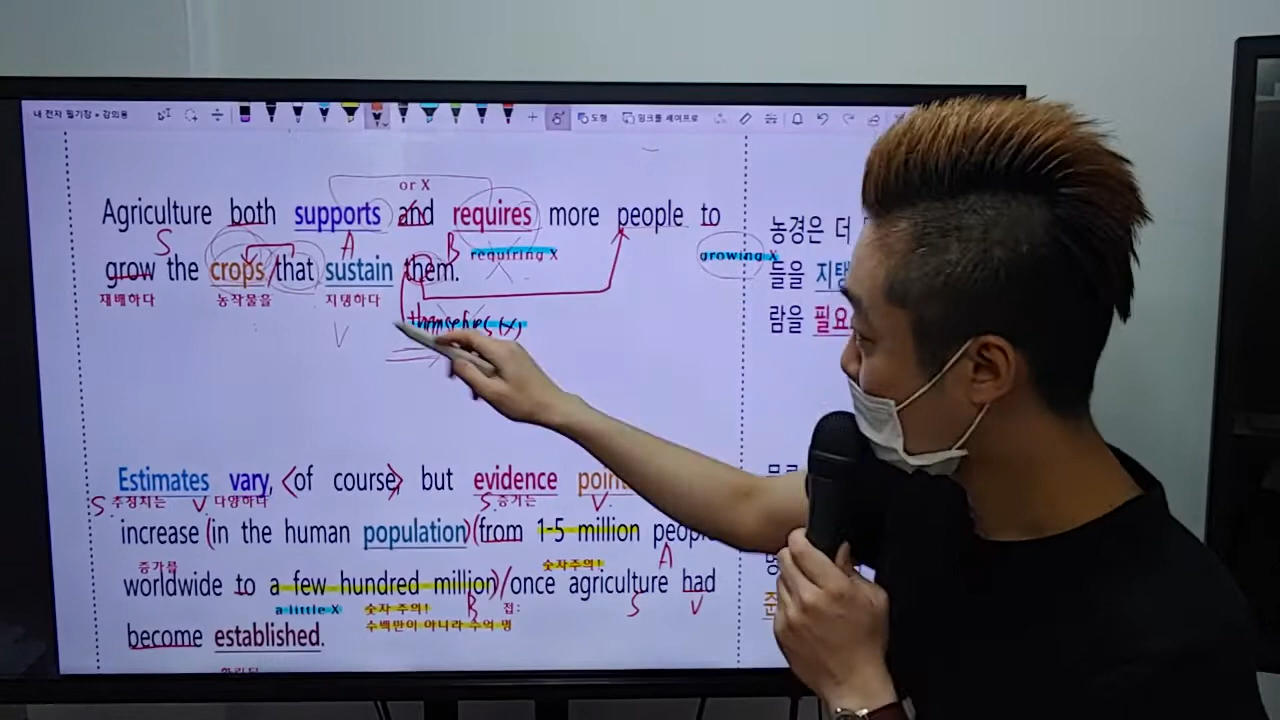 내 전자 필기장 • 강의용
도형
잉크를 셰이프로
or X
Agriculture both supports and requires more people to
S
A
B
requiring X
growing X
grow the crops/that sustain them.
재배하다
농작물을
지탱하다
V
themselves(X)
Estimates vary, <of course,> but evidence
S 추정치는 V 다양하다
S 증거는
V
increase (in the human population)(from 1-5 million
증가를
숫자주의!
A
worldwide to a few hundred million)/once agriculture had
a little X
숫자 주의!
B
접:
S
V
수백만이 아니라 수억 명
become established.
농경은 더
들을
람을